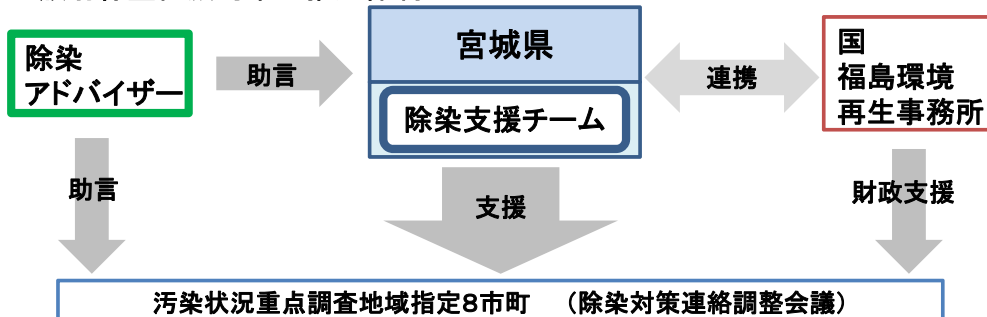 除染
アドバイザー
助言
宮城県
除染支援チーム
連携
国
福島環境
再生事務所
助言
支援
財政支援
汚染状況重点調査地域指定8市町 (除染対策連絡調整会議)